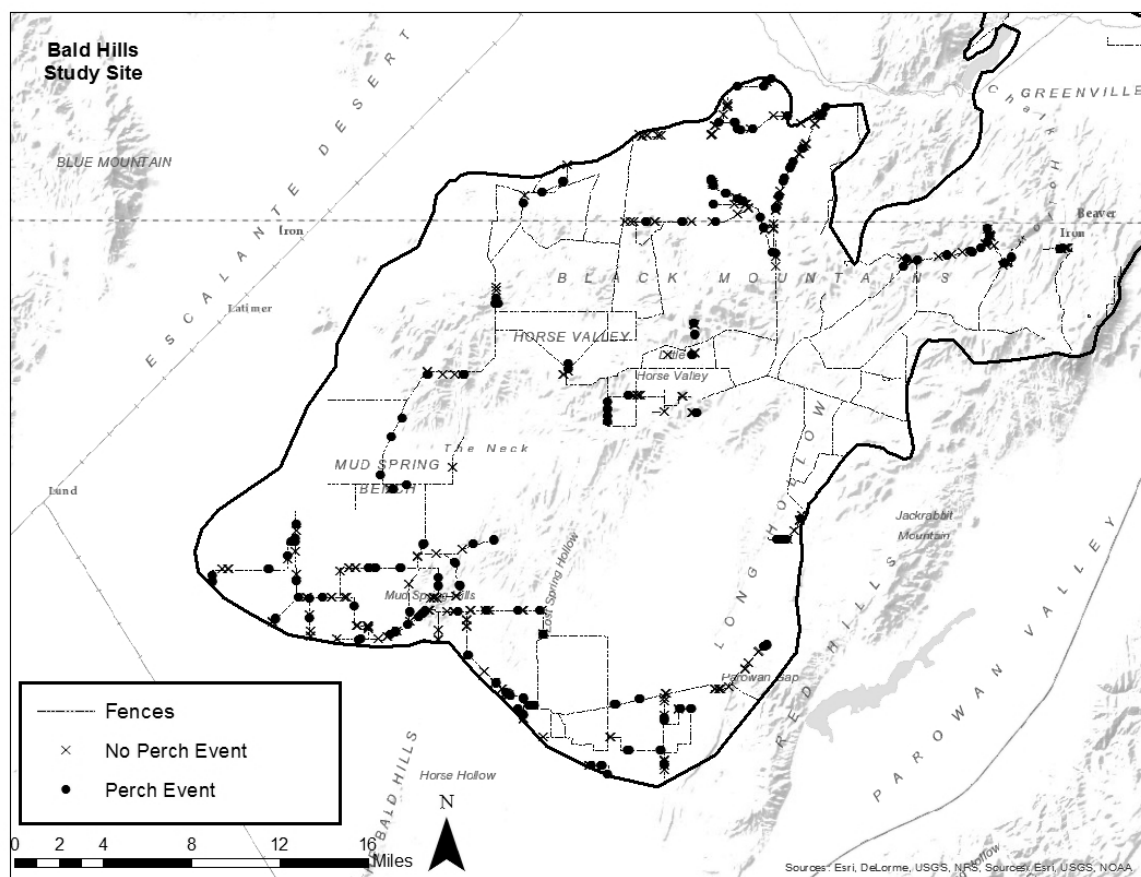 Bald Hills
Study Site
GREENVILLE
Chalk Hollow
BLUE MOUNTAIN
ESCALANTE DESERT
Iron
Beaver
Iron
BLACK MOUNTAINS
Latimer
HORSE VALLEY
Little
Horse Valley
The Neck
MUD SPRING
BENCH
Lund
LONG HOLLOW
Jackrabbit
Mountain
Lost Spring Hollow
Mud Spring Hills
RED HILLS
PAROWAN VALLEY
Parowan Gap
Fences
No Perch Event
Perch Event
BALD HILLS
Horse Hollow
N
0 2 4 8 12 16
Miles
Sources: Esri, DeLorme, USGS, NPS, Sources: Esri, USGS, NOAA